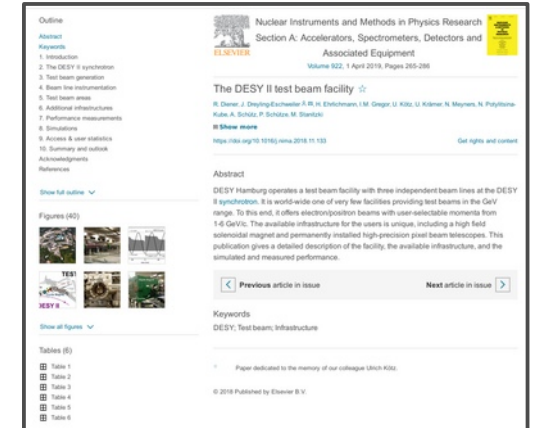 Outline
Abstract
Keywords
1. Introduction
2. The DESY II synchrotron
3. Test beam generation
4. Beam line instrumentation
5. Test beam areas
6. Additional infrastructures
7. Performance measurements
8. Simulations
9. Access & user statistics
10. Summary and outlook
Acknowledgments
References
Show full outline
Figures (40)
TEST
DESY II
Show all figures
Tables (6)
Table 1
Table 2
Table 3
Table 4
Table 5
Table 6
ELSEVIER
Nuclear Instruments and Methods in Physics Research
Section A: Accelerators, Spectrometers, Detectors and
Associated Equipment
Volume 922, 1 April 2019, Pages 265-286
The DESY II test beam facility ☆
R. Diener, J. Dreyling-Eschweiler, H. Ehrlichmann, I.M. Gregor, U. Kötz, U. Krämer, N. Meyners, N. Potylitsina-
Kube, A. Schütz, P. Schütze, M. Stanitzki
Show more
https://doi.org/10.1016/j.nima.2018.11.133
Get rights and content
Abstract
DESY Hamburg operates a test beam facility with three independent beam lines at the DESY
II synchrotron. It is world-wide one of very few facilities providing test beams in the GeV
range. To this end, it offers electron/positron beams with user-selectable momenta from
1-6 GeV/c. The available infrastructure for the users is unique, including a high field
solenoidal magnet and permanently installed high-precision pixel beam telescopes. This
publication gives a detailed description of the facility, the available infrastructure, and the
simulated and measured performance.
Previous article in issue
Next article in issue
Keywords
DESY; Test beam; Infrastructure
☆ Paper dedicated to the memory of our colleague Ulrich Kötz.
© 2018 Published by Elsevier B.V.